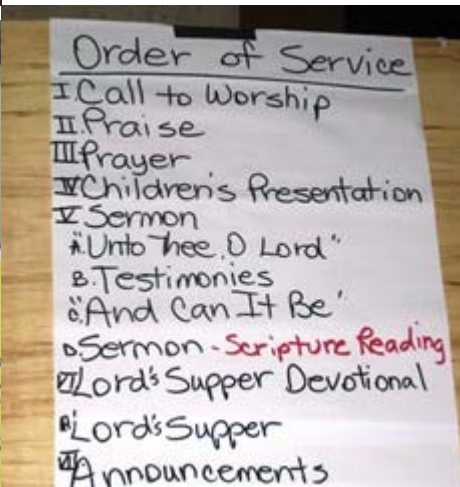 Order of Service
I. Call to Worship
II. Praise
III Prayer
IV Children's Presentation
V Sermon
A. "Unto Thee, O Lord"
B. Testimonies
C. "And Can It Be"
D. Sermon - Scripture Reading
VI Lord's Supper Devotional
Lord's Supper
VII Announcements